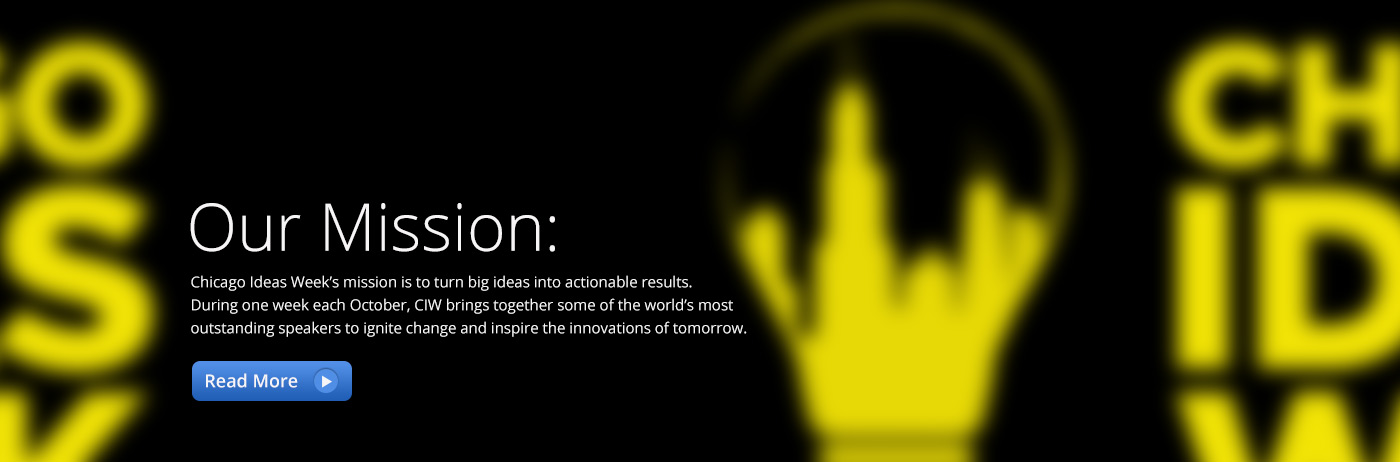 GO
S
K
Our Mission:
Chicago Ideas Week’s mission is to turn big ideas into actionable results.
During one week each October, CIW brings together some of the world’s most
outstanding speakers to ignite change and inspire the innovations of tomorrow.
Read More
CH
ID
W